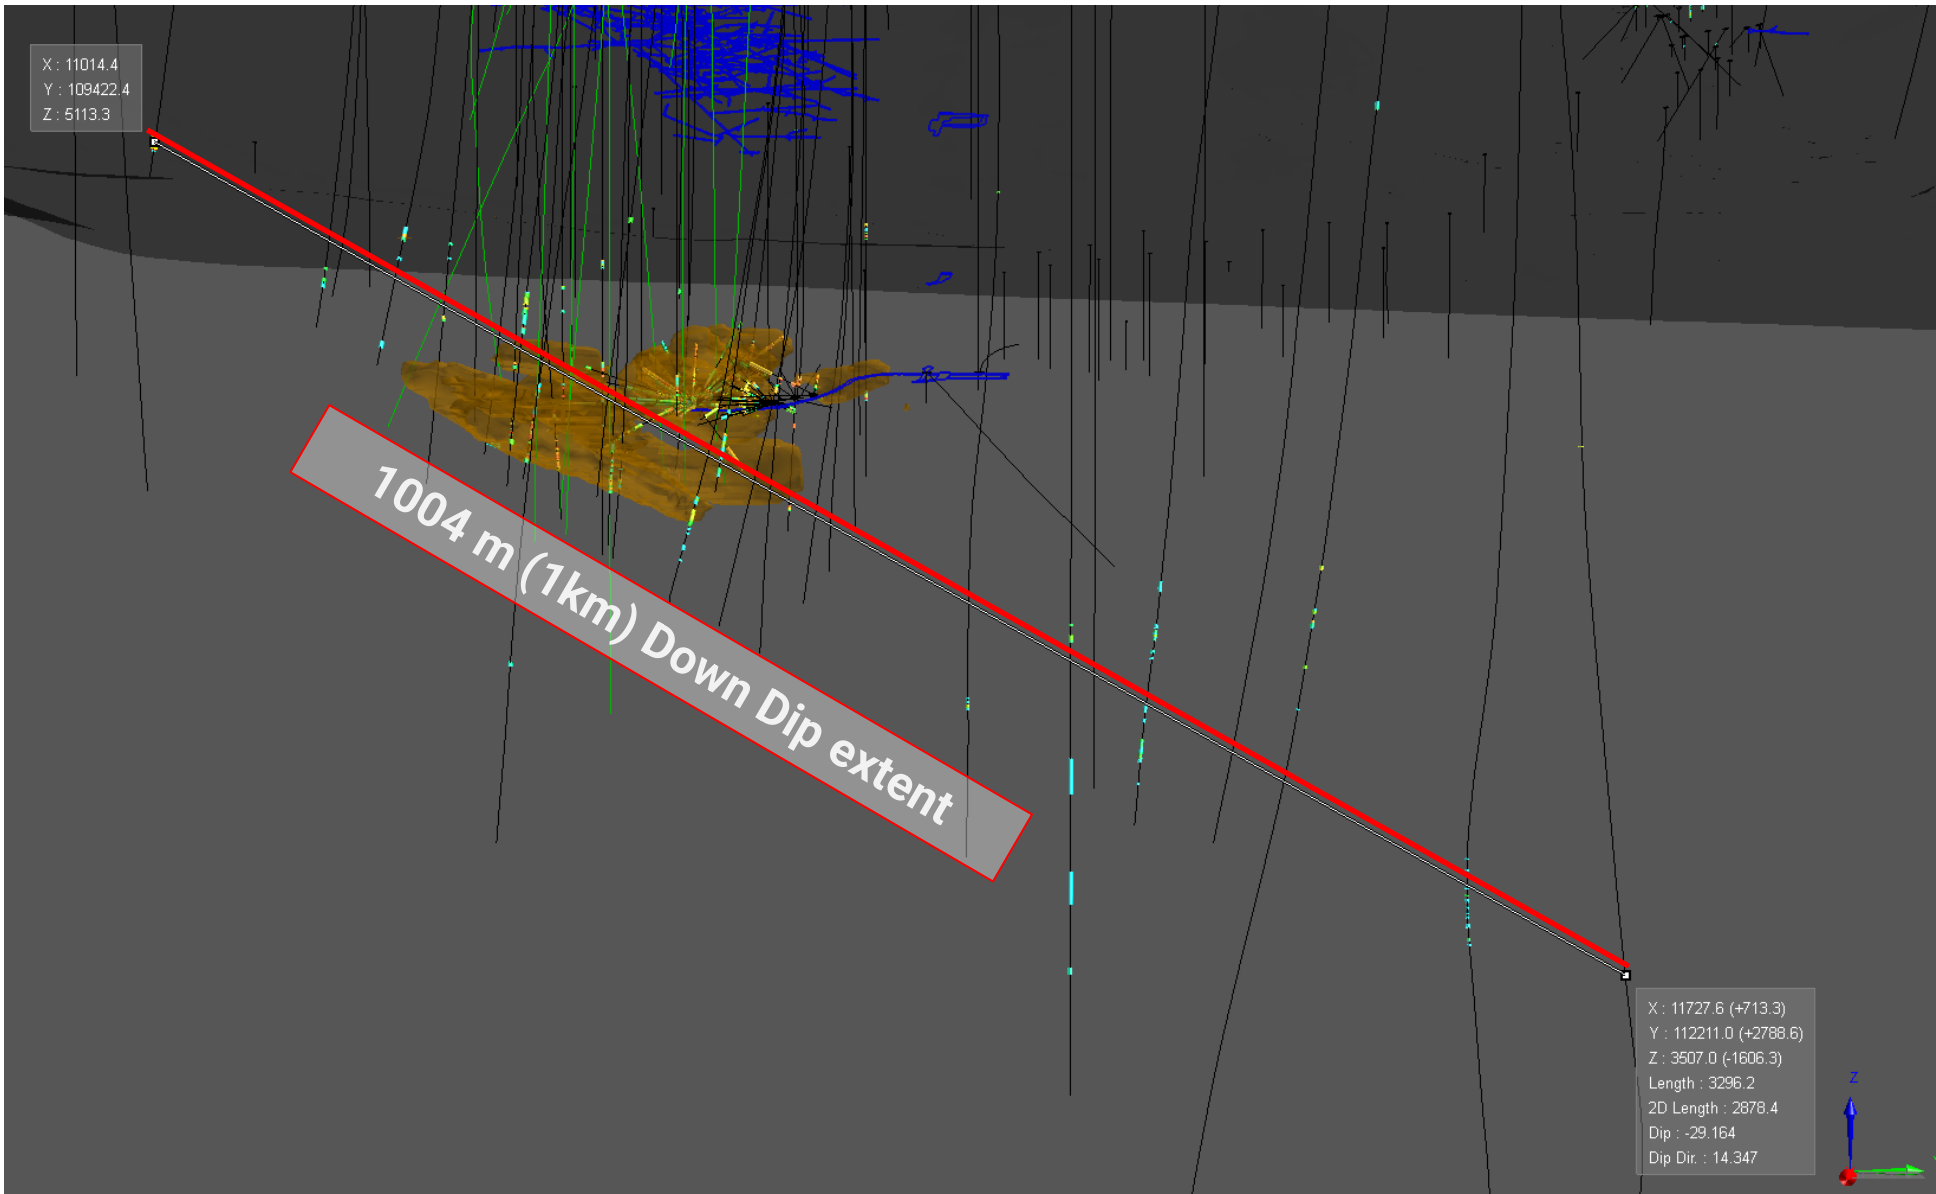 X : 11014.4
Y : 109422.4
Z : 5113.3
1004 m (1km) Down Dip extent
X : 11727.6 (+713.3)
Y : 112211.0 (+2788.6)
Z : 3507.0 (-1606.3)
Length : 3296.2
2D Length : 2878.4
Dip : -29.164
Dip Dir. : 14.347
Z